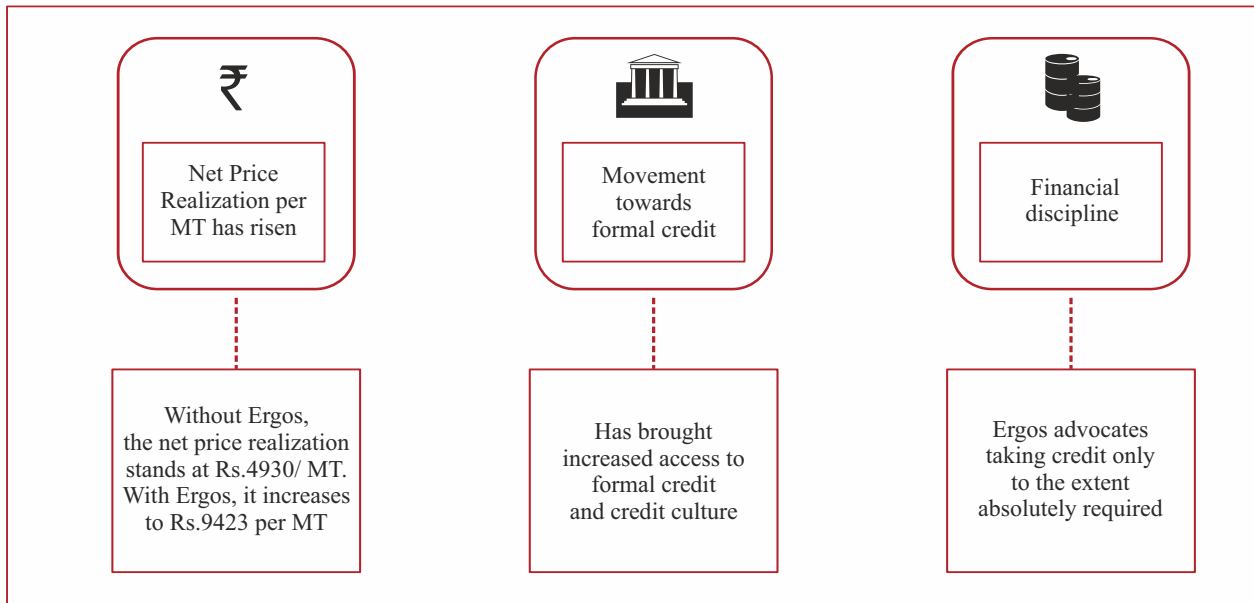 ₹
Net Price
Realization per
MT has risen
Movement
towards
formal credit
Financial
discipline
Without Ergos,
the net price realization
stands at Rs.4930/ MT.
With Ergos, it increases
to Rs.9423 per MT
Has brought
increased access to
formal credit
and credit culture
Ergos advocates
taking credit only
to the extent
absolutely required